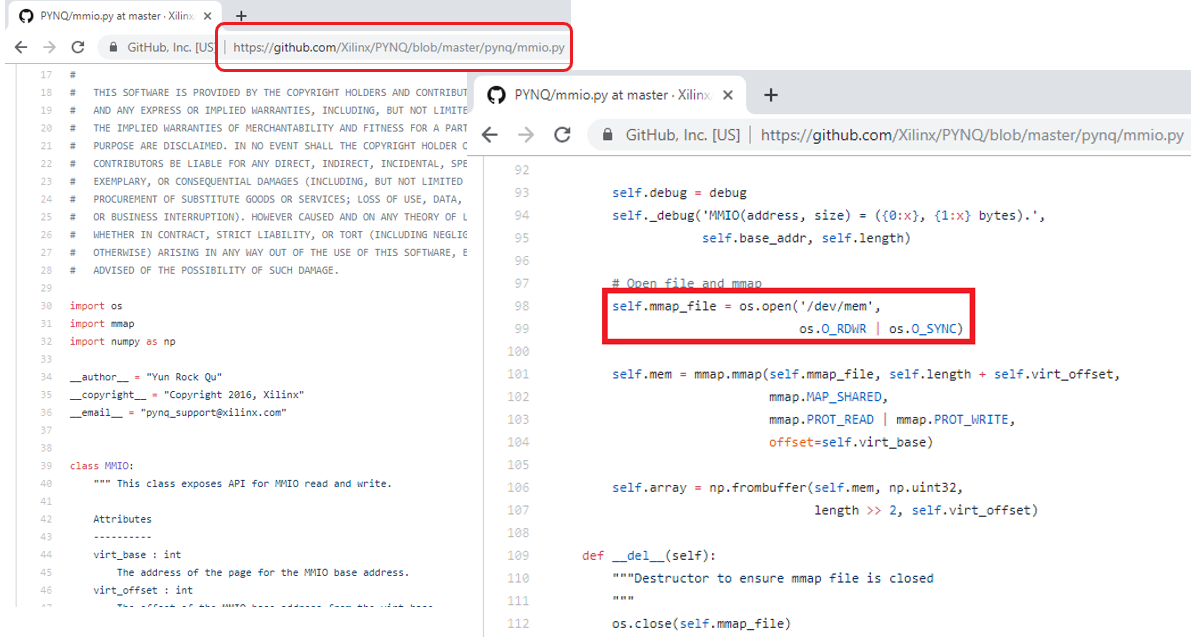 PYNQ/mmio.py at master · Xilinx
GitHub, Inc. [US] https://github.com/Xilinx/PYNQ/blob/master/pynq/mmio.py
17 #
18 # THIS SOFTWARE IS PROVIDED BY THE COPYRIGHT HOLDERS AND CONTRIBUT
19 # AND ANY EXPRESS OR IMPLIED WARRANTIES, INCLUDING, BUT NOT LIMITE
20 # THE IMPLIED WARRANTIES OF MERCHANTABILITY AND FITNESS FOR A PART
21 # PURPOSE ARE DISCLAIMED. IN NO EVENT SHALL THE COPYRIGHT HOLDER O
22 # CONTRIBUTORS BE LIABLE FOR ANY DIRECT, INDIRECT, INCIDENTAL, SPE
23 # EXEMPLARY, OR CONSEQUENTIAL DAMAGES (INCLUDING, BUT NOT LIMITED
24 # PROCUREMENT OF SUBSTITUTE GOODS OR SERVICES; LOSS OF USE, DATA,
25 # OR BUSINESS INTERRUPTION). HOWEVER CAUSED AND ON ANY THEORY OF L
26 # WHETHER IN CONTRACT, STRICT LIABILITY, OR TORT (INCLUDING NEGLIG
27 # OTHERWISE) ARISING IN ANY WAY OUT OF THE USE OF THIS SOFTWARE, E
28 # ADVISED OF THE POSSIBILITY OF SUCH DAMAGE.
29
30 import os
31 import mmap
32 import numpy as np
33
34 __author__ = "Yun Rock Qu"
35 __copyright__ = "Copyright 2016, Xilinx"
36 __email__ = "pynq_support@xilinx.com"
37
38
39 class MMIO:
40 """ This class exposes API for MMIO read and write.
41
42 Attributes
43 ----------
44 virt_base : int
45 The address of the page for the MMIO base address.
46 virt_offset : int
47 The offset of the MMIO base address from the virt_base.
PYNQ/mmio.py at master · Xilinx
GitHub, Inc. [US] https://github.com/Xilinx/PYNQ/blob/master/pynq/mmio.py
92
93 self.debug = debug
94 self._debug('MMIO(address, size) = ({0:x}, {1:x} bytes).',
95 self.base_addr, self.length)
96
97 # Open file and mmap
98 self.mmap_file = os.open('/dev/mem',
99 os.O_RDWR | os.O_SYNC)
100
101 self.mem = mmap.mmap(self.mmap_file, self.length + self.virt_offset,
102 mmap.MAP_SHARED,
103 mmap.PROT_READ | mmap.PROT_WRITE,
104 offset=self.virt_base)
105
106 self.array = np.frombuffer(self.mem, np.uint32,
107 length >> 2, self.virt_offset)
108
109 def __del__(self):
110 """Destructor to ensure mmap file is closed
111 """
112 os.close(self.mmap_file)